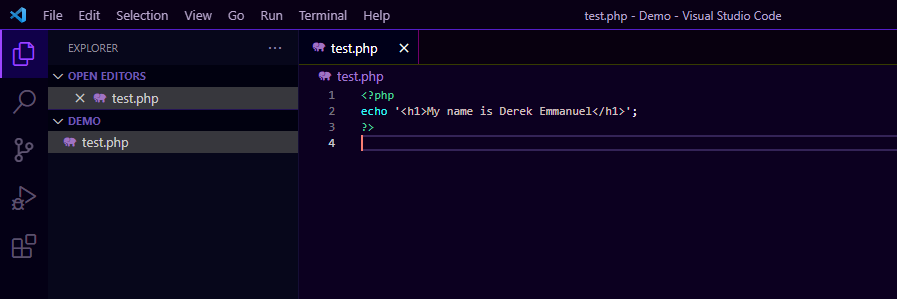 File Edit Selection View Go Run Terminal Help test.php - Demo - Visual Studio Code
EXPLORER ···
test.php
OPEN EDITORS
test.php
DEMO
test.php
test.php
1 <?php
2 echo '<h1>My name is Derek Emmanuel</h1>';
3 ?>
4